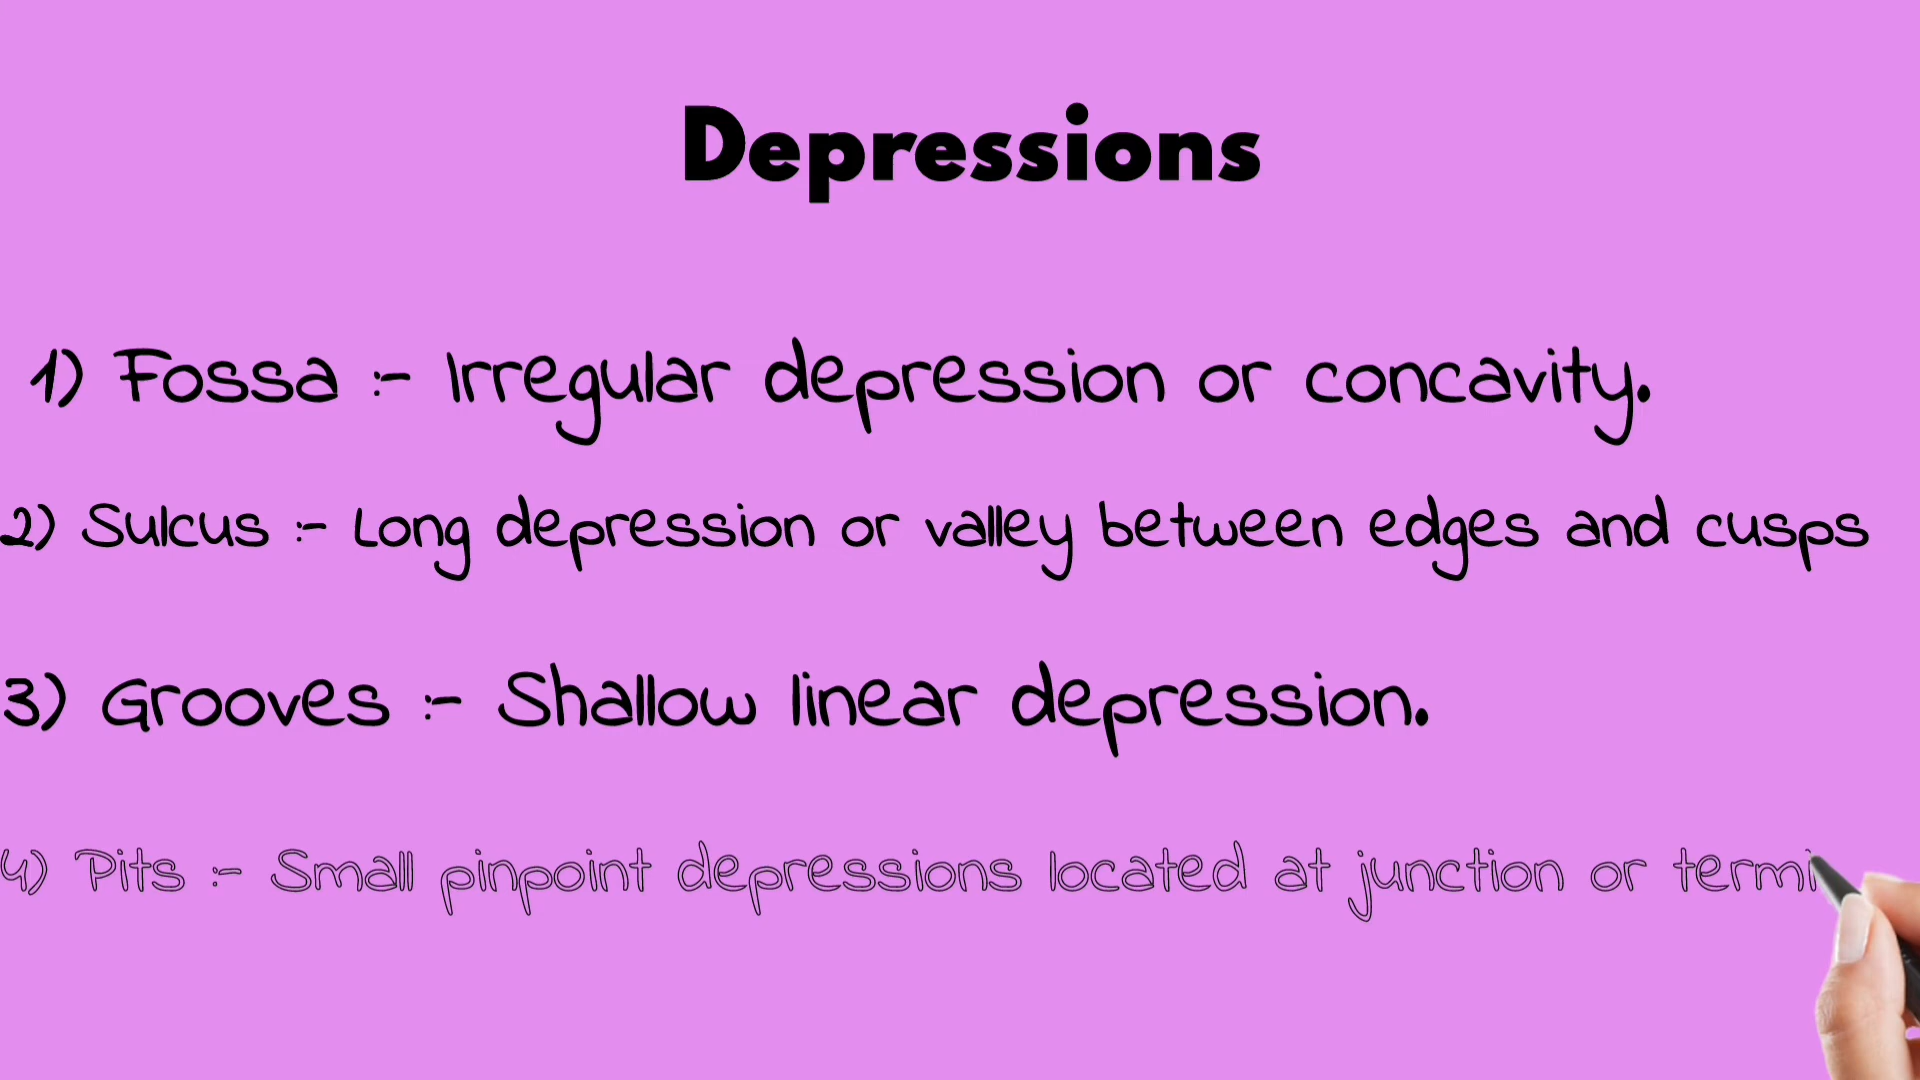 Depressions
1) Fossa :- Irregular depression or concavity.
2) Sulcus :- Long depression or valley between edges and cusps
3) Grooves :- Shallow linear depression.
4) Pits :- Small pinpoint depressions located at junction or termi